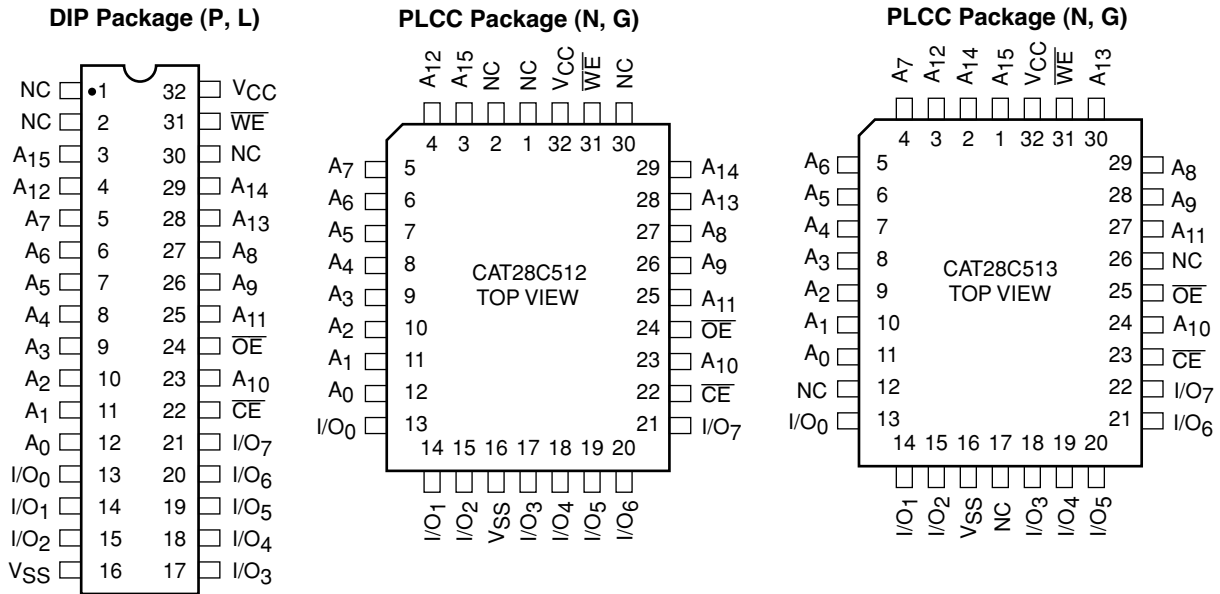 DIP Package (P, L)
NC 1 32 VCC
NC 2 31 WE
A15 3 30 NC
A12 4 29 A14
A7 5 28 A13
A6 6 27 A8
A5 7 26 A9
A4 8 25 A11
A3 9 24 OE
A2 10 23 A10
A1 11 22 CE
A0 12 21 I/O7
I/O0 13 20 I/O6
I/O1 14 19 I/O5
I/O2 15 18 I/O4
VSS 16 17 I/O3
PLCC Package (N, G)
A12 A15 NC NC VCC WE NC
4 3 2 1 32 31 30
A7 5 29 A14
A6 6 28 A13
A5 7 27 A8
A4 8 26 A9
CAT28C512
TOP VIEW
A3 9 25 A11
A2 10 24 OE
A1 11 23 A10
A0 12 22 CE
I/O0 13 21 I/O7
14 15 16 17 18 19 20
I/O1 I/O2 VSS I/O3 I/O4 I/O5 I/O6
PLCC Package (N, G)
A7 A12 A14 A15 VCC WE A13
4 3 2 1 32 31 30
A6 5 29 A8
A5 6 28 A9
A4 7 27 A11
A3 8 26 NC
CAT28C513
TOP VIEW
A2 9 25 OE
A1 10 24 A10
A0 11 23 CE
NC 12 22 I/O7
I/O0 13 21 I/O6
14 15 16 17 18 19 20
I/O1 I/O2 VSS NC I/O3 I/O4 I/O5